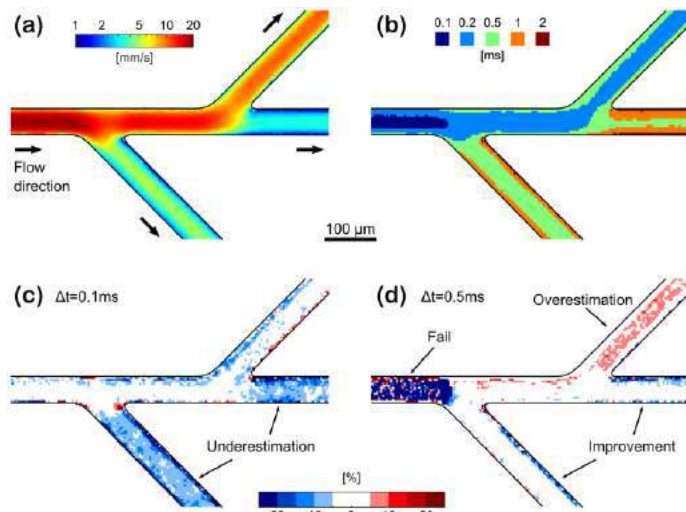 (a)
1 2 5 10 20
[mm/s]
Flow
direction
(b)
0.1 0.2 0.5 1 2
[ms]
100 µm
(c) Δt=0.1ms
Underestimation
(d) Δt=0.5ms
Overestimation
Fail
Improvement
[%]